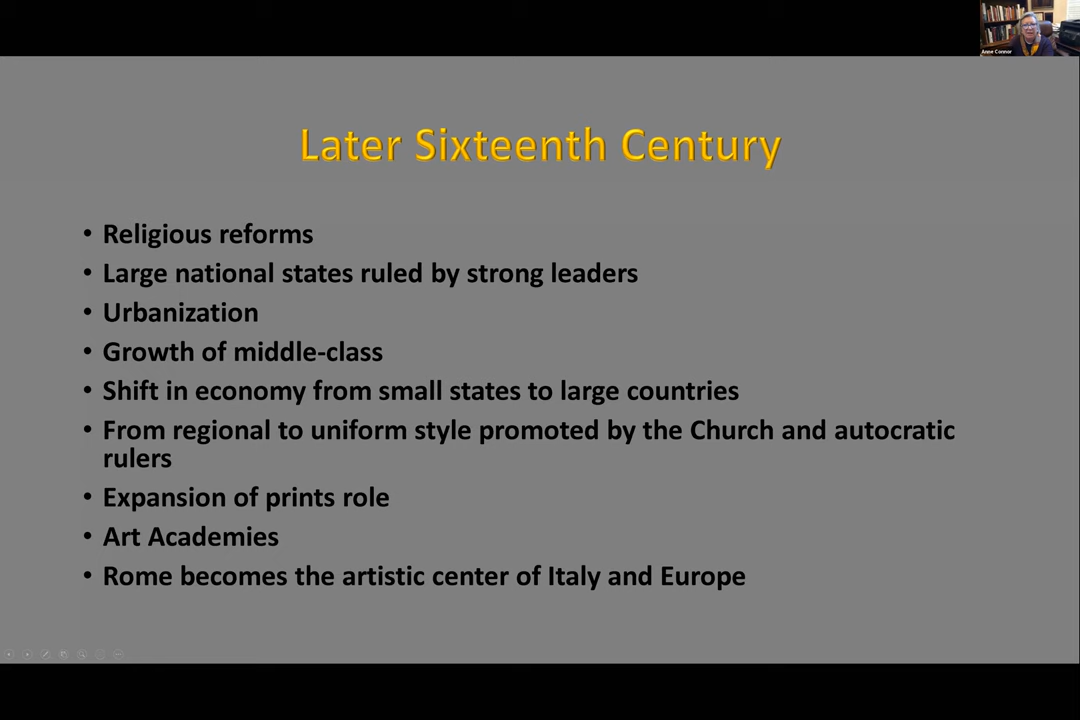 Anne Connor
Later Sixteenth Century
• Religious reforms
• Large national states ruled by strong leaders
• Urbanization
• Growth of middle-class
• Shift in economy from small states to large countries
• From regional to uniform style promoted by the Church and autocratic
rulers
• Expansion of prints role
• Art Academies
• Rome becomes the artistic center of Italy and Europe